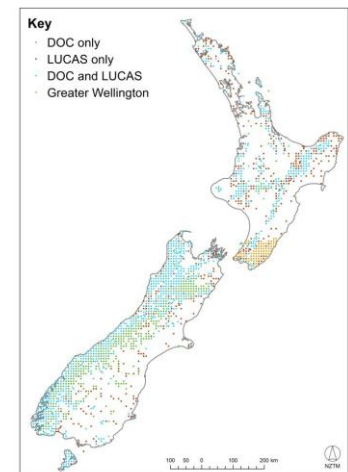 Key
DOC only
LUCAS only
DOC and LUCAS
Greater Wellington
100 50 0 100 200 km
NZTM